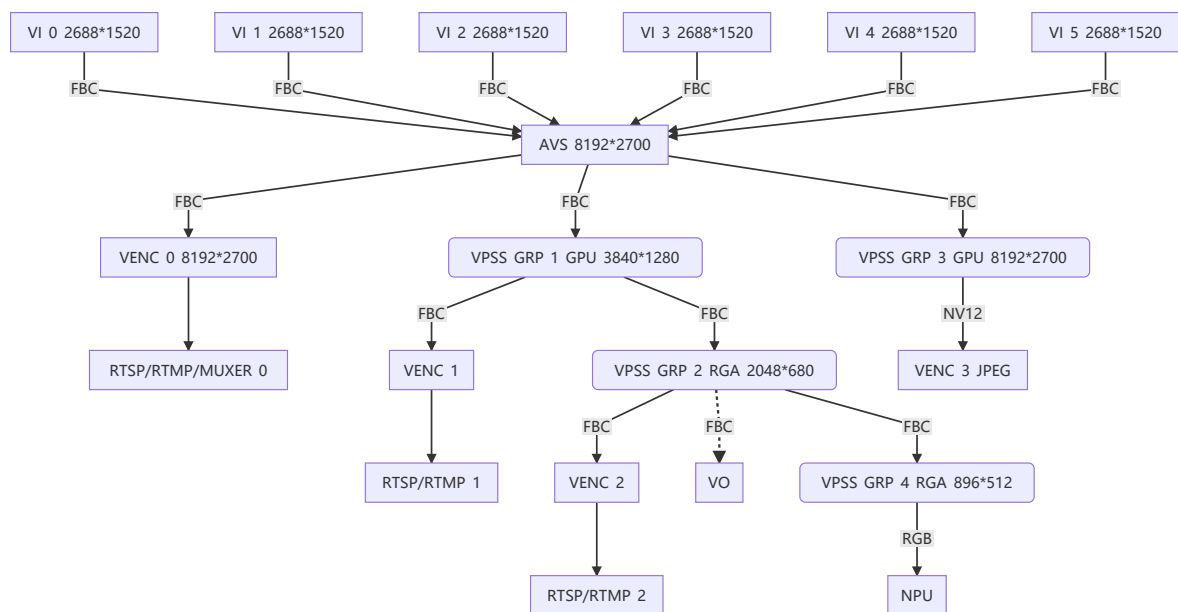 VI 0 2688*1520
VI 1 2688*1520
VI 2 2688*1520
VI 3 2688*1520
VI 4 2688*1520
VI 5 2688*1520
FBC
FBC
FBC
FBC
FBC
FBC
AVS 8192*2700
FBC
FBC
FBC
VENC 0 8192*2700
VPSS GRP 1 GPU 3840*1280
VPSS GRP 3 GPU 8192*2700
FBC
FBC
NV12
RTSP/RTMP/MUXER 0
VENC 1
VPSS GRP 2 RGA 2048*680
VENC 3 JPEG
FBC
FBC
FBC
RTSP/RTMP 1
VENC 2
VO
VPSS GRP 4 RGA 896*512
RGB
RTSP/RTMP 2
NPU